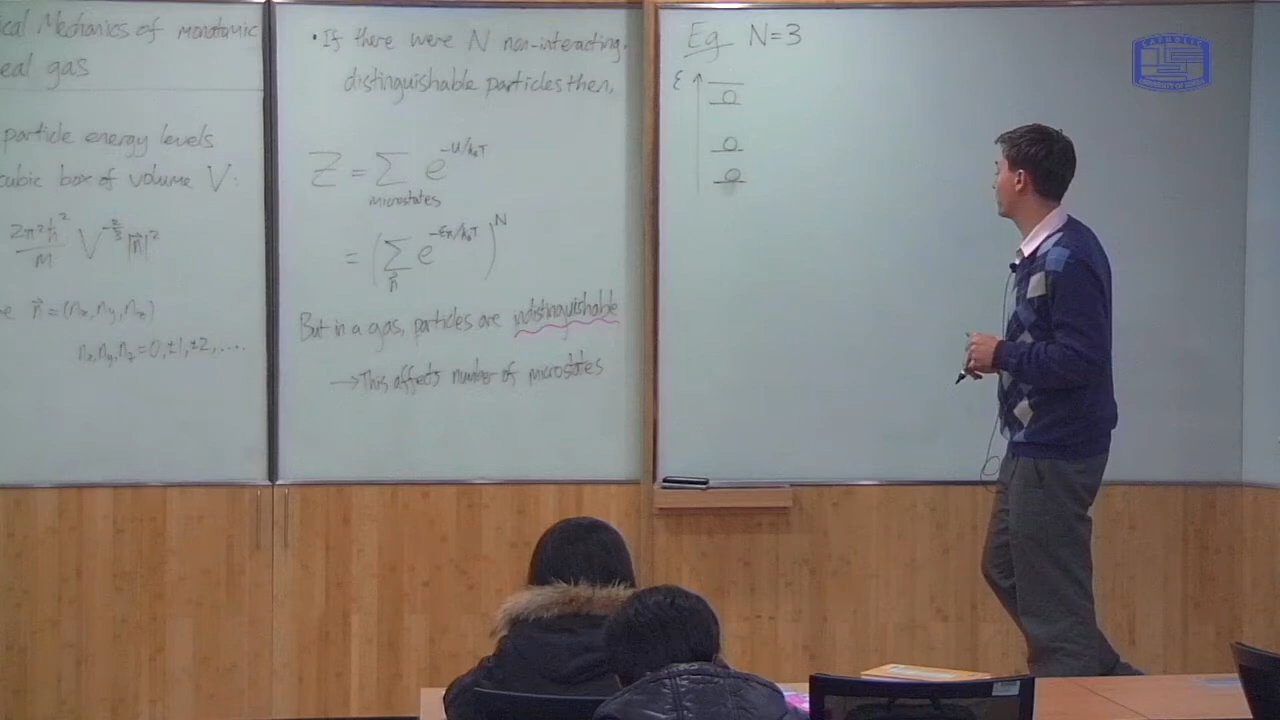 ical Mechanics of monatomic
eal gas
particle energy levels
cubic box of volume V:
2π²ħ²/m V^-2/3 |n⃗|²
e n⃗=(nx,ny,nz)
nx,ny,nz=0,±1,±2,....
• If there were N non-interacting,
distinguishable particles then,
Z = Σ e^-U/kBT
microstates
= (Σ e^-εn/kBT)^N
n⃗
But in a gas, particles are indistinguishable
→This affects number of microstates
Eg N=3
ε
CATHOLIC